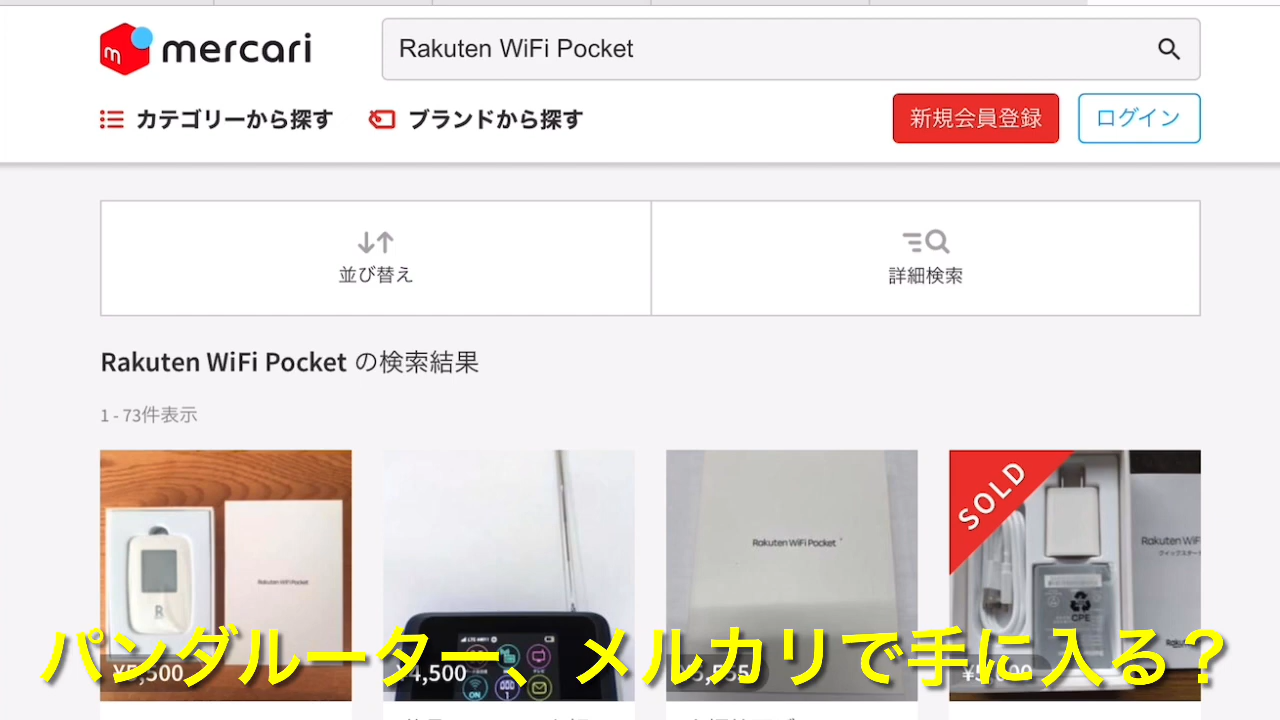 mercari
Rakuten WiFi Pocket
カテゴリーから探す
ブランドから探す
新規会員登録
ログイン
並び替え
詳細検索
Rakuten WiFi Pocket の検索結果
1 - 73件表示
SOLD
Rakuten WiFi Pocket
Rakuten WiFi Pocket
R
CPE
パンダルーター、メルカリで手に入る？